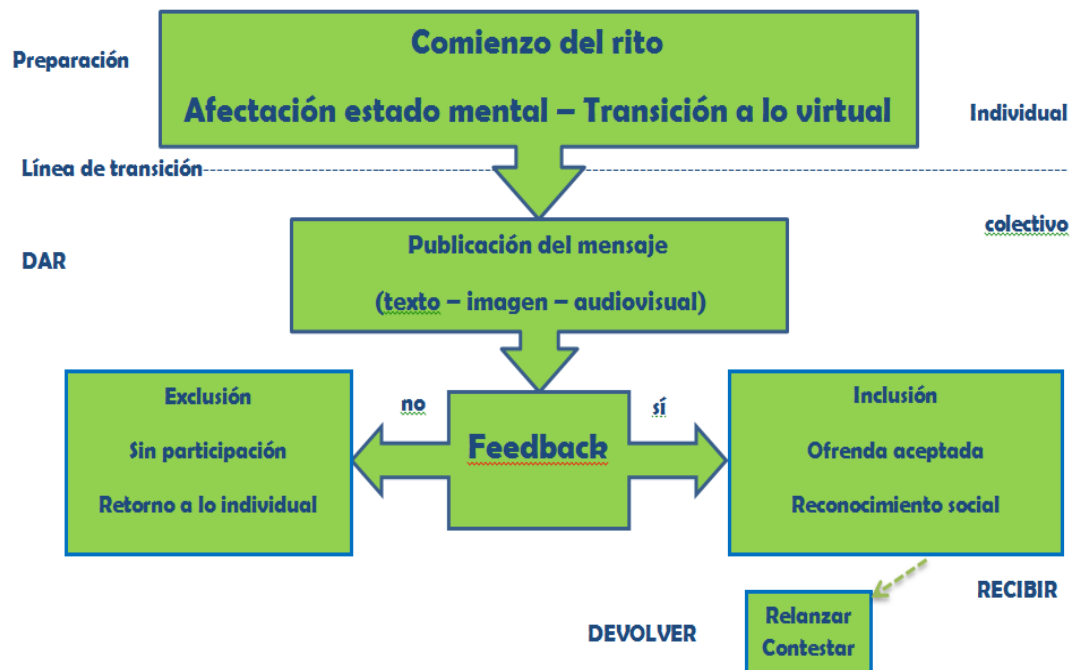 Comienzo del rito
Preparación
Afectación estado mental – Transición a lo virtual
Individual
Línea de transición
colectivo
Publicación del mensaje
DAR
(texto – imagen – audiovisual)
Exclusión
no
sí
Inclusión
Sin participación
Feedback
Ofrenda aceptada
Retorno a lo individual
Reconocimiento social
RECIBIR
Relanzar
DEVOLVER
Contestar